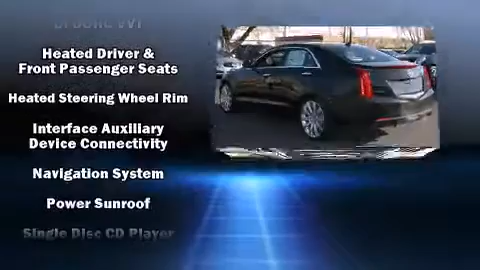 Heated Driver &
Front Passenger Seats
Heated Steering Wheel Rim
Interface Auxiliary
Device Connectivity
Navigation System
Power Sunroof
Single Disc CD Player